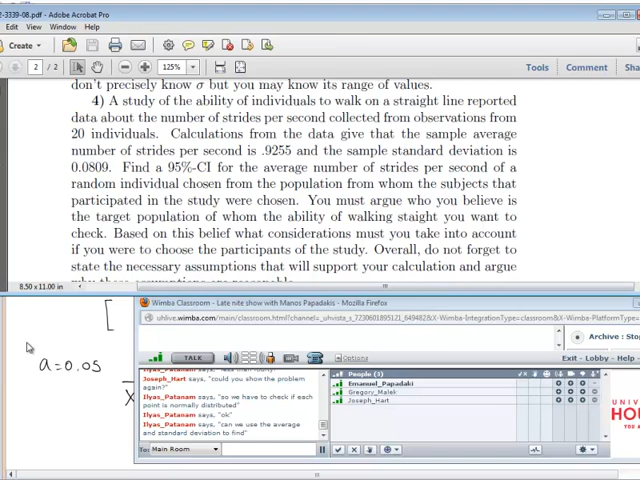 2-3339-08.pdf - Adobe Acrobat Pro
Edit View Window Help
Create
2 / 2 125% Tools Comment Share
don't precisely know σ but you may know its range of values.
4) A study of the ability of individuals to walk on a straight line reported
data about the number of strides per second collected from observations from
20 individuals. Calculations from the data give that the sample average
number of strides per second is .9255 and the sample standard deviation is
0.0809. Find a 95%-CI for the average number of strides per second of a
random individual chosen from the population from whom the subjects that
participated in the study were chosen. You must argue who you believe is
the target population of whom the ability of walking staight you want to
check. Based on this belief what considerations must you take into account
if you were to choose the participants of the study. Overall, do not forget to
state the necessary assumptions that will support your calculation and argue
8.50 x 11.00 in
[
a=0.05
X
Wimba Classroom - Late nite show with Manos Papadakis - Mozilla Firefox
Archive : Stop
TALK Options Exit - Lobby - Help
Joseph_Hart says, "could you show the problem
again?"
Ilyas_Patanam says, "so we have to check if each
point is normally distributed"
Ilyas_Patanam says, "ok"
Ilyas_Patanam says, "can we use the average
and standard deviation to find"
To: Main Room
People (3)
Emanuel_Papadaki
Gregory_Malek
Joseph_Hart
UNIV
HOU